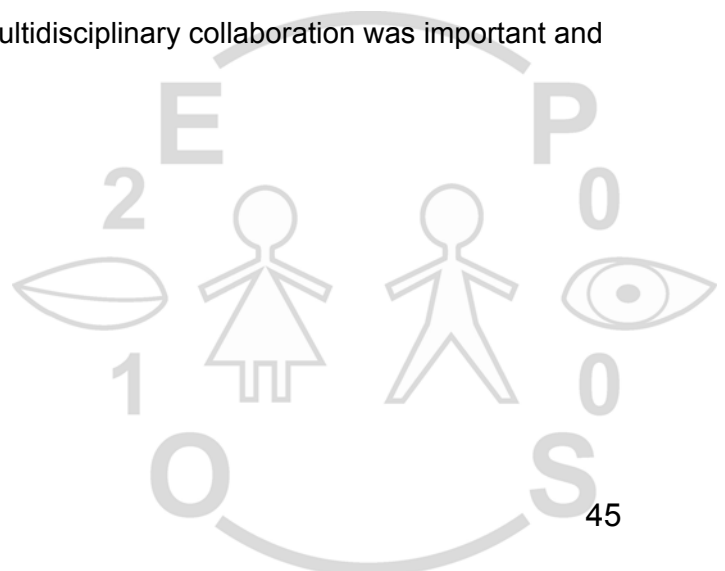 ultidisciplinary collaboration was important and
E P
2 0
1 0
O S
45